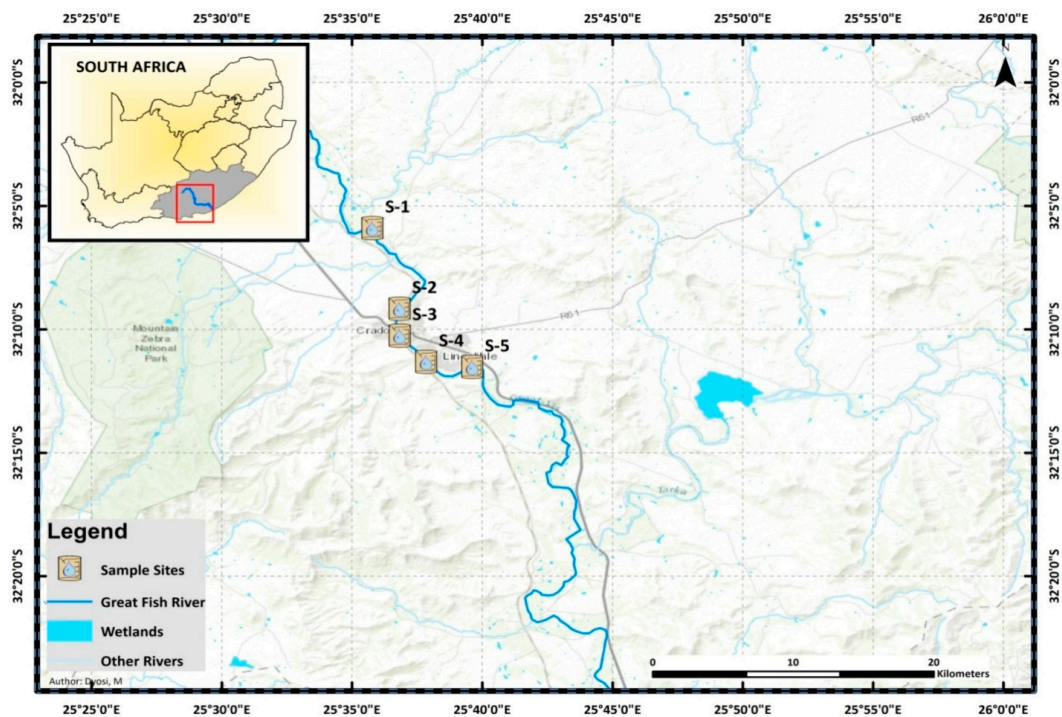 25°25'0"E 25°30'0"E 25°35'0"E 25°40'0"E 25°45'0"E 25°50'0"E 25°55'0"E 26°0'0"E
N
SOUTH AFRICA
32°0'0"S 32°0'0"S
R61
32°5'0"S 32°5'0"S
S-1
S-2
S-3
R61
32°10'0"S 32°10'0"S
Mountain
Zebra
National
Park
S-4
S-5
32°15'0"S 32°15'0"S
Tarka
Legend
Sample Sites
Great Fish River
Wetlands
Other Rivers
32°20'0"S 32°20'0"S
0 10 20
Kilometers
Author: Dyosi, M
25°25'0"E 25°30'0"E 25°35'0"E 25°40'0"E 25°45'0"E 25°50'0"E 25°55'0"E 26°0'0"E